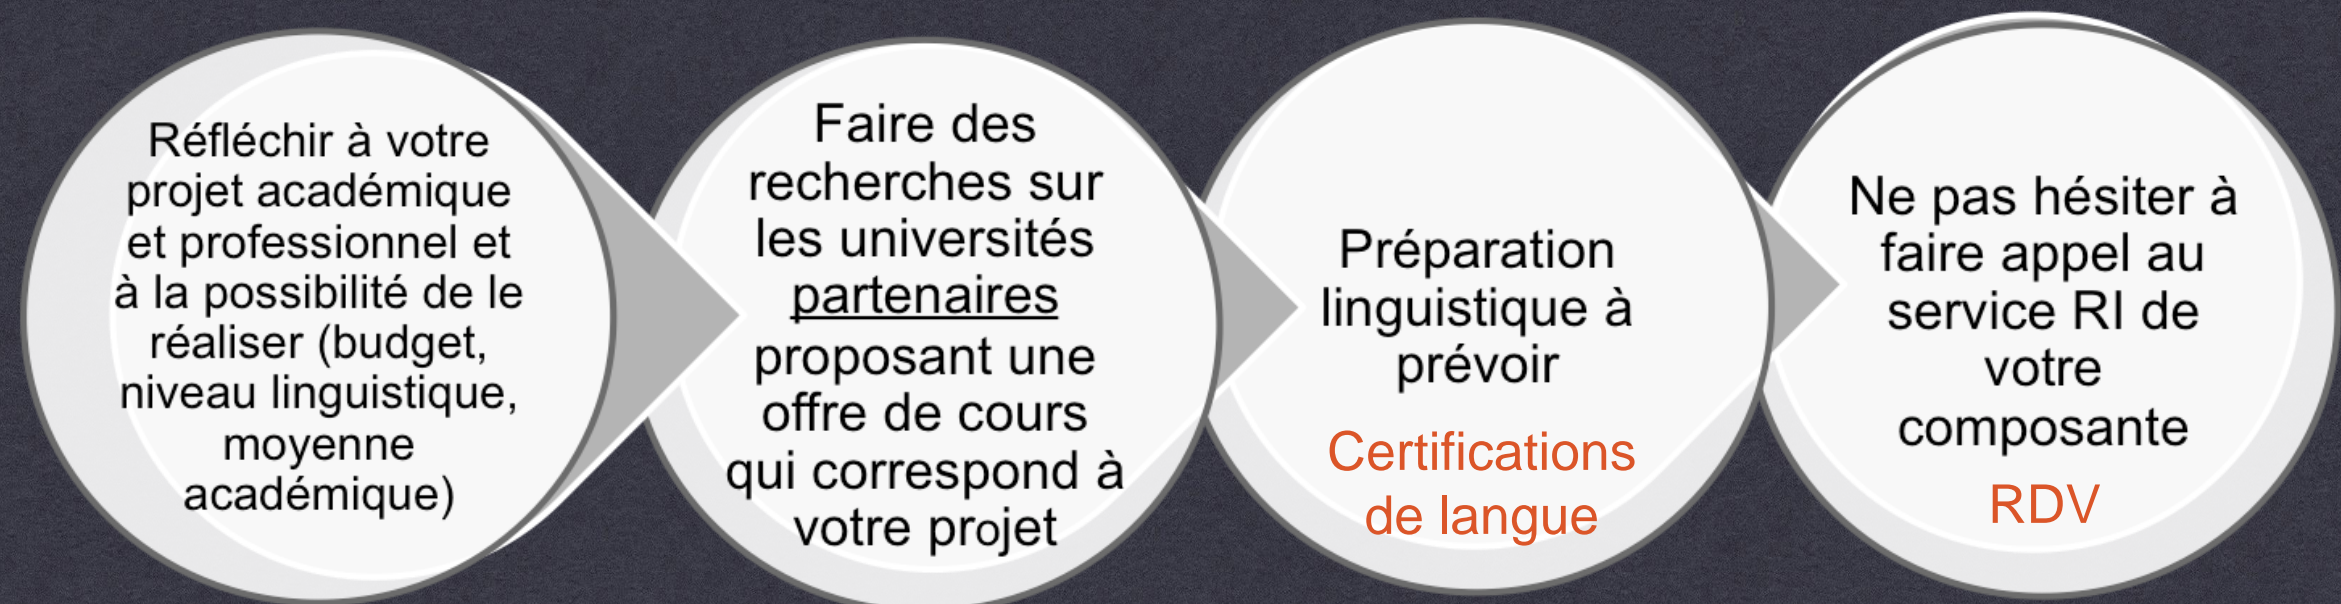 Réfléchir à votre
projet académique
et professionnel et
à la possibilité de le
réaliser (budget,
niveau linguistique,
moyenne
académique)
Faire des
recherches sur
les universités
partenaires
proposant une
offre de cours
qui correspond à
votre projet
Préparation
linguistique à
prévoir
Certifications
de langue
Ne pas hésiter à
faire appel au
service RI de
votre
composante
RDV